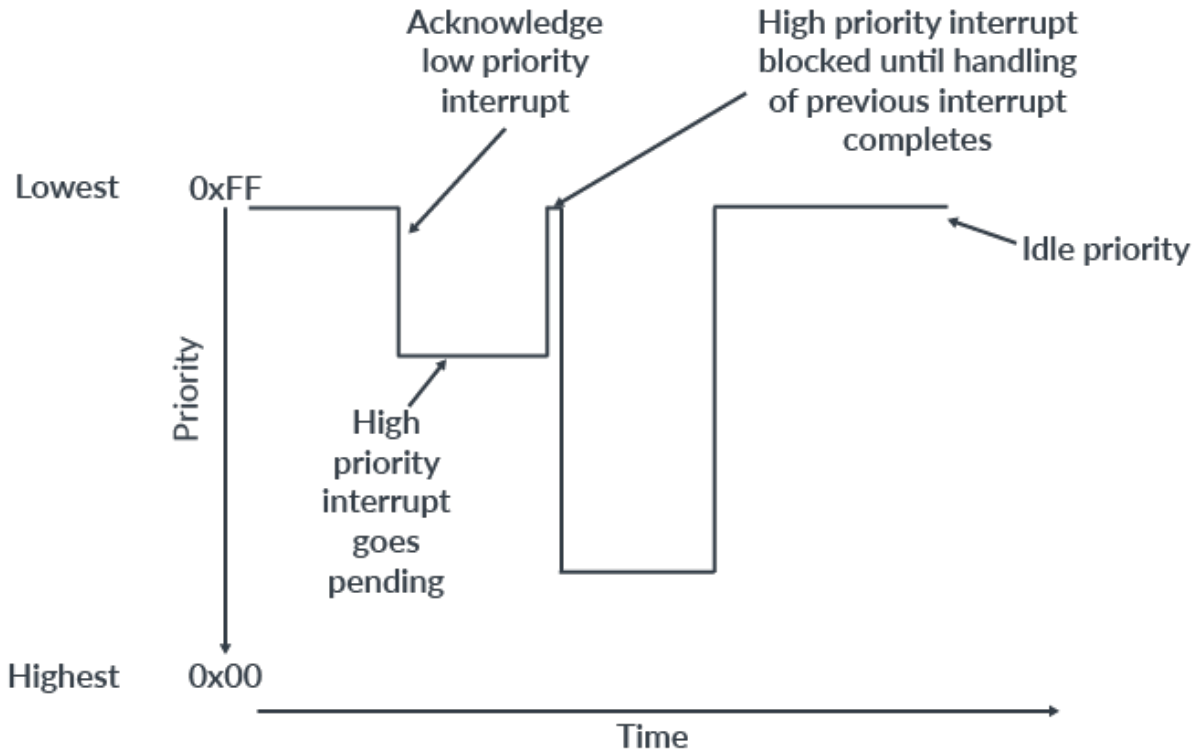 Acknowledge
low priority
interrupt
High priority interrupt
blocked until handling
of previous interrupt
completes
Lowest
0xFF
Idle priority
Priority
High
priority
interrupt
goes
pending
Highest
0x00
Time